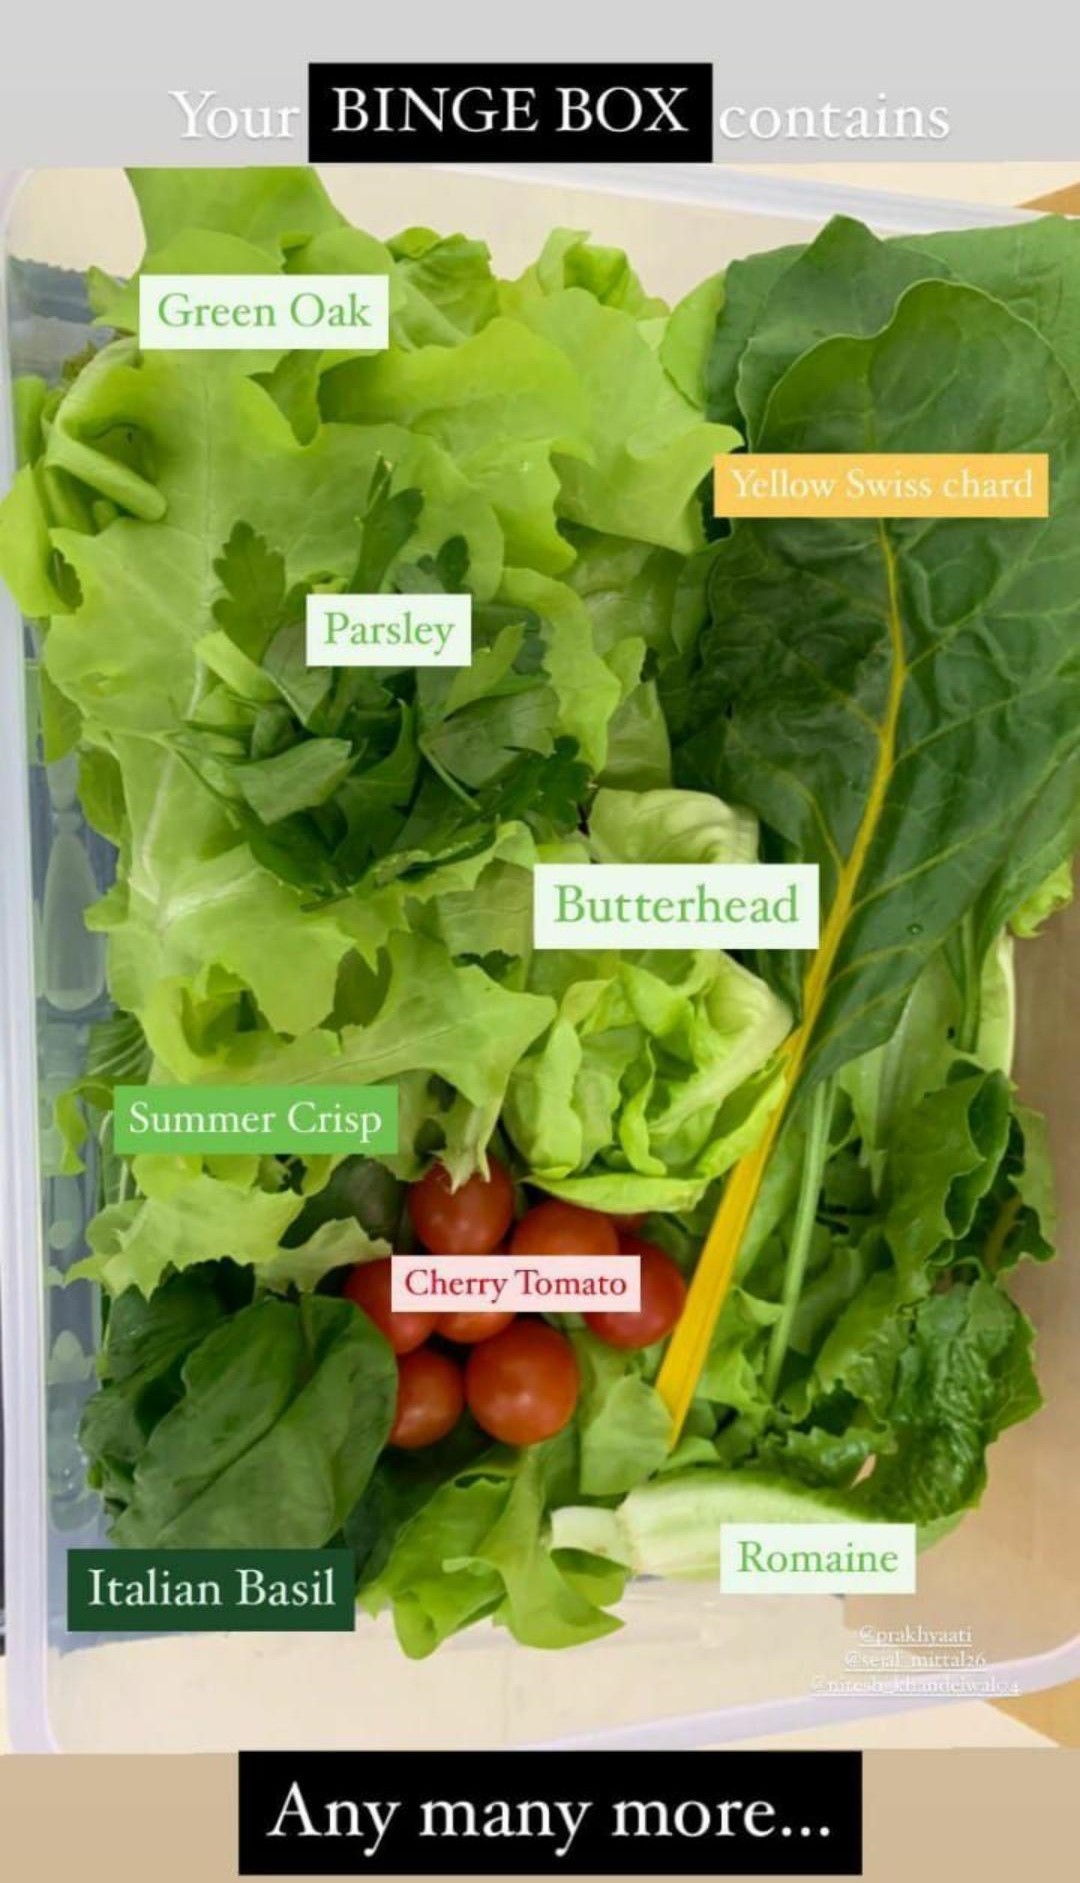 Your BINGE BOX contains
Green Oak
Yellow Swiss chard
Parsley
Butterhead
Summer Crisp
Cherry Tomato
Romaine
Italian Basil
@prakhyaati
@sejal_mittal26
Any many more...